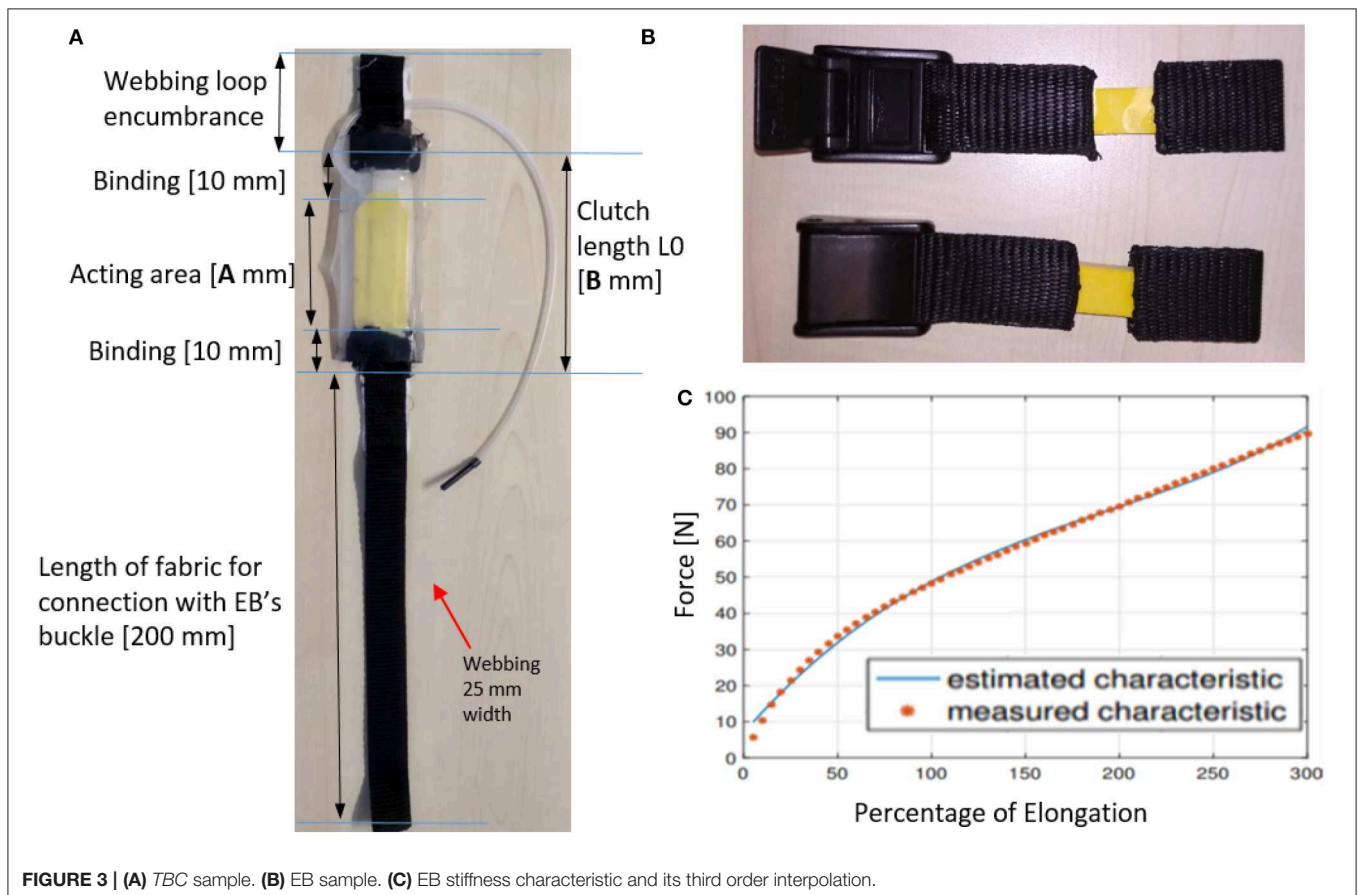 A
Webbing loop
encumbrance
Binding [10 mm]
Acting area [A mm]
Binding [10 mm]
Clutch
length L0
[B mm]
Length of fabric for
connection with EB's
buckle [200 mm]
Webbing
25 mm
width
B
C
100
90
80
70
60
50
40
30
20
10
0
Force [N]
estimated characteristic
measured characteristic
0 50 100 150 200 250 300
Percentage of Elongation
FIGURE 3 | (A) TBC sample. (B) EB sample. (C) EB stiffness characteristic and its third order interpolation.